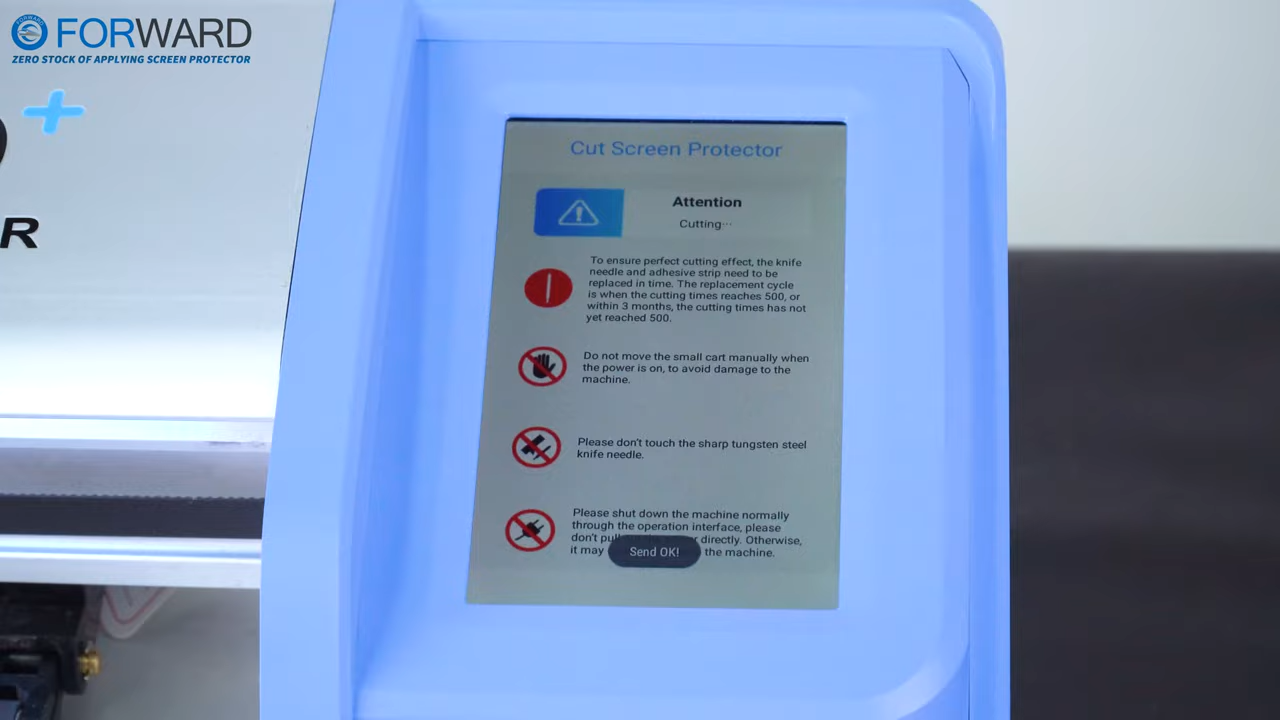 FORWARD
ZERO STOCK OF APPLYING SCREEN PROTECTOR
R
Cut Screen Protector
Attention
Cutting···
To ensure perfect cutting effect, the knife
needle and adhesive strip need to be
replaced in time. The replacement cycle
is when the cutting times reaches 500, or
within 3 months, the cutting times has not
yet reached 500.
Do not move the small cart manually when
the power is on, to avoid damage to the
machine.
Please don't touch the sharp tungsten steel
knife needle.
Please shut down the machine normally
through the operation interface, please
don't directly. Otherwise,
it may the machine.
Send OK!